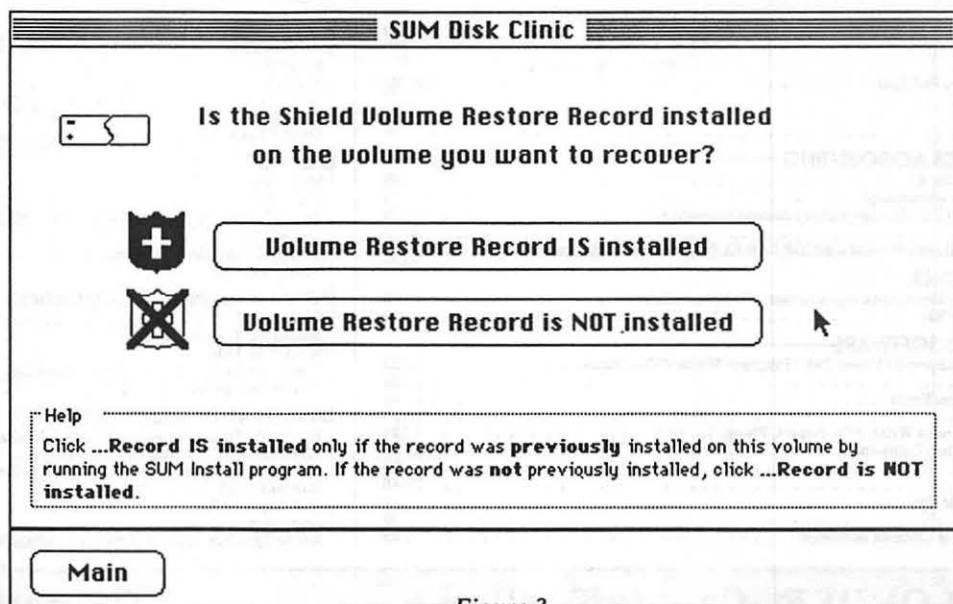 SUM Disk Clinic
Is the Shield Volume Restore Record installed
on the volume you want to recover?
Volume Restore Record IS installed
Volume Restore Record is NOT installed
Help
Click ...Record IS installed only if the record was previously installed on this volume by
running the SUM Install program. If the record was not previously installed, click ...Record is NOT
installed.
Main